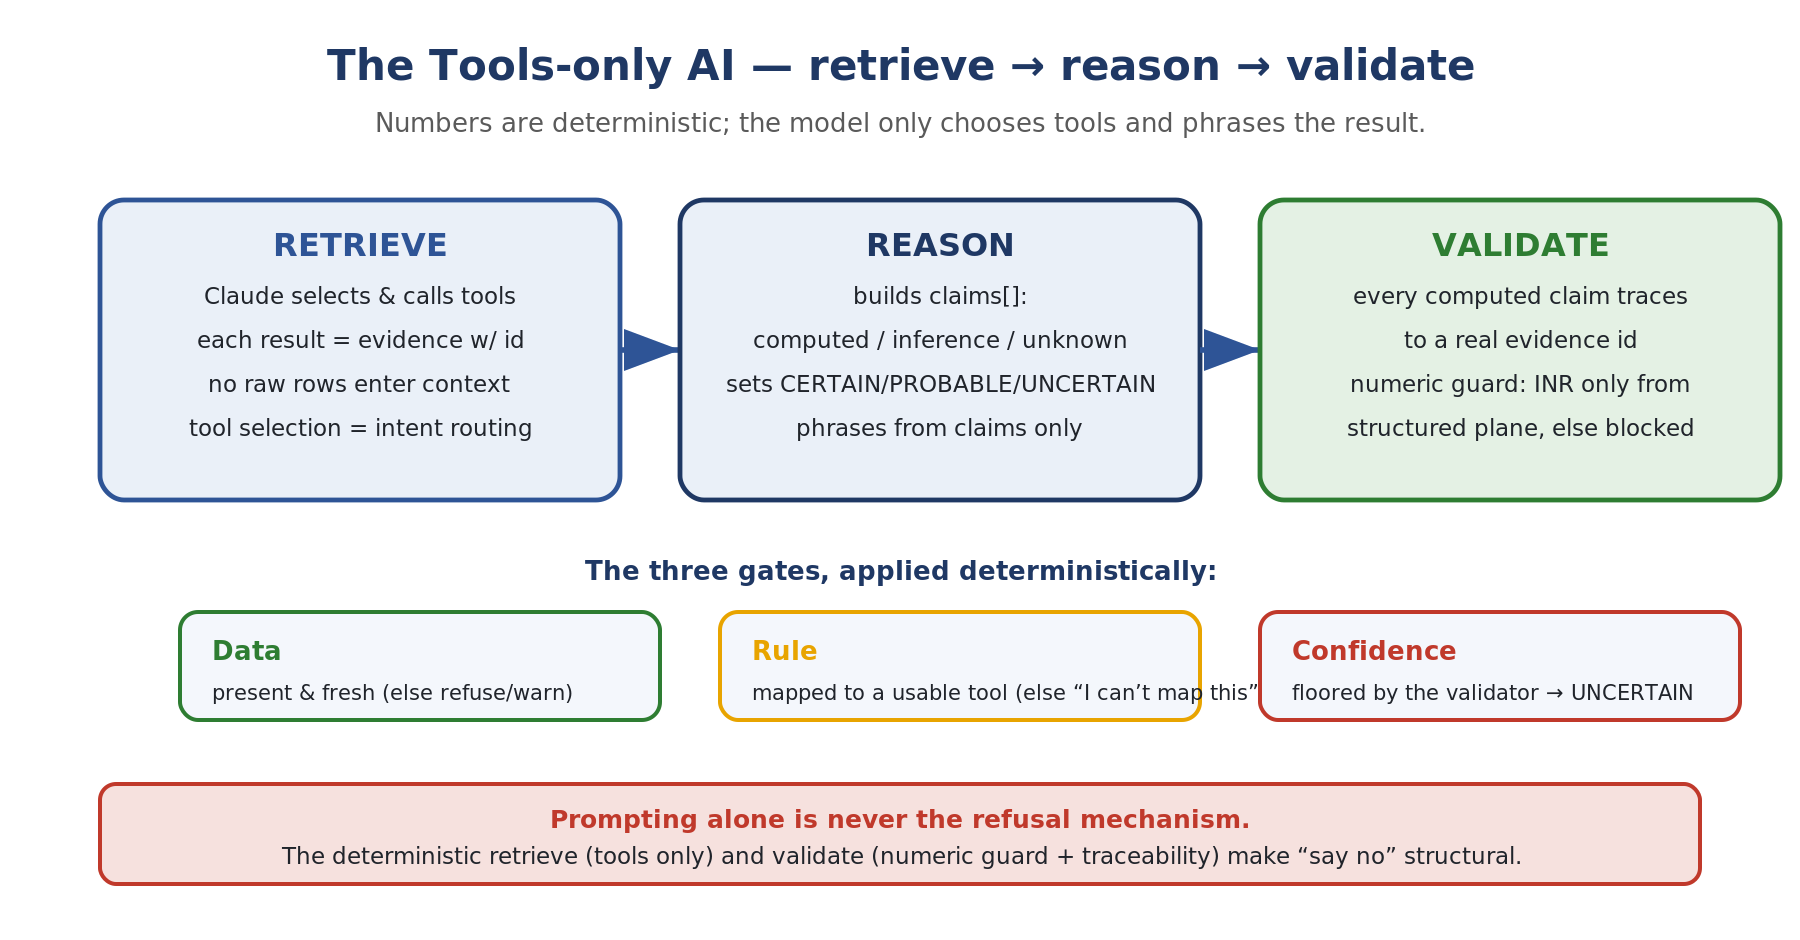 The Tools-only AI — retrieve → reason → validate
Numbers are deterministic; the model only chooses tools and phrases the result.
RETRIEVE
Claude selects & calls tools
each result = evidence w/ id
no raw rows enter context
tool selection = intent routing
REASON
builds claims[]:
computed / inference / unknown
sets CERTAIN/PROBABLE/UNCERTAIN
phrases from claims only
VALIDATE
every computed claim traces
to a real evidence id
numeric guard: INR only from
structured plane, else blocked
The three gates, applied deterministically:
Data
present & fresh (else refuse/warn)
Rule
mapped to a usable tool (else “I can’t map this”
Confidence
floored by the validator → UNCERTAIN
Prompting alone is never the refusal mechanism.
The deterministic retrieve (tools only) and validate (numeric guard + traceability) make “say no” structural.